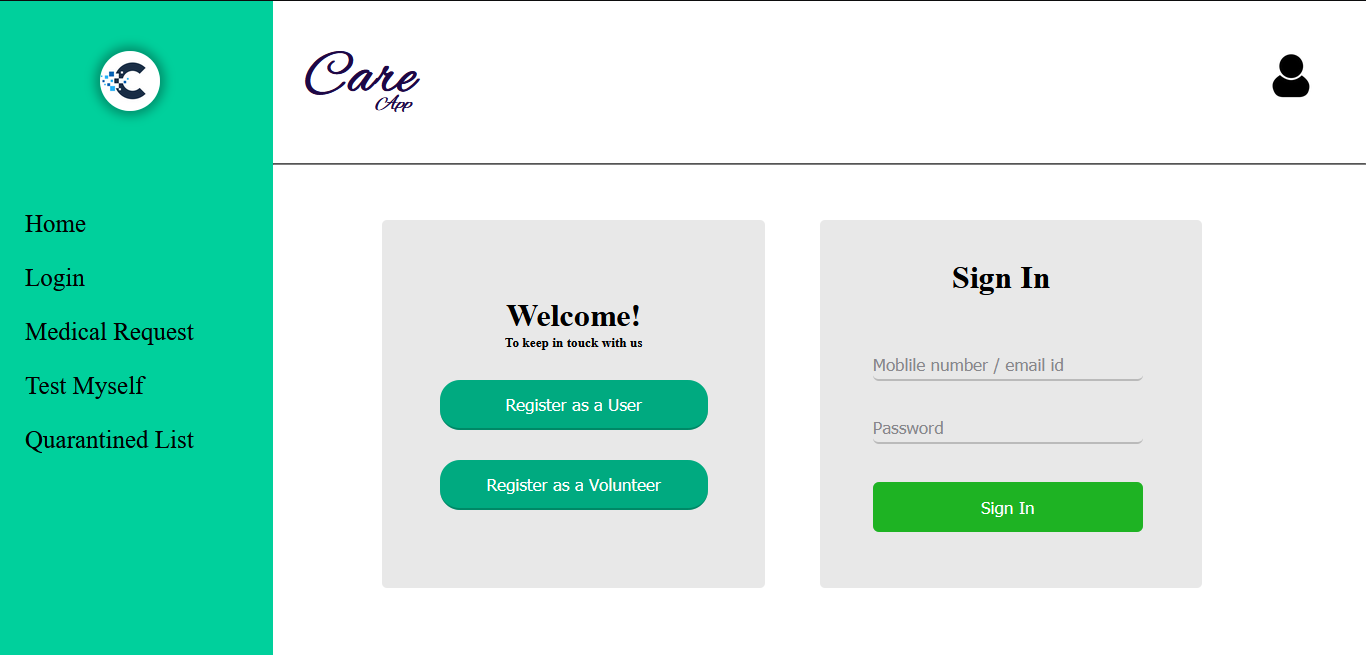 Care
App
Home
Login
Medical Request
Test Myself
Quarantined List
Welcome!
To keep in touck with us
Register as a User
Register as a Volunteer
Sign In
Moblile number / email id
Password
Sign In